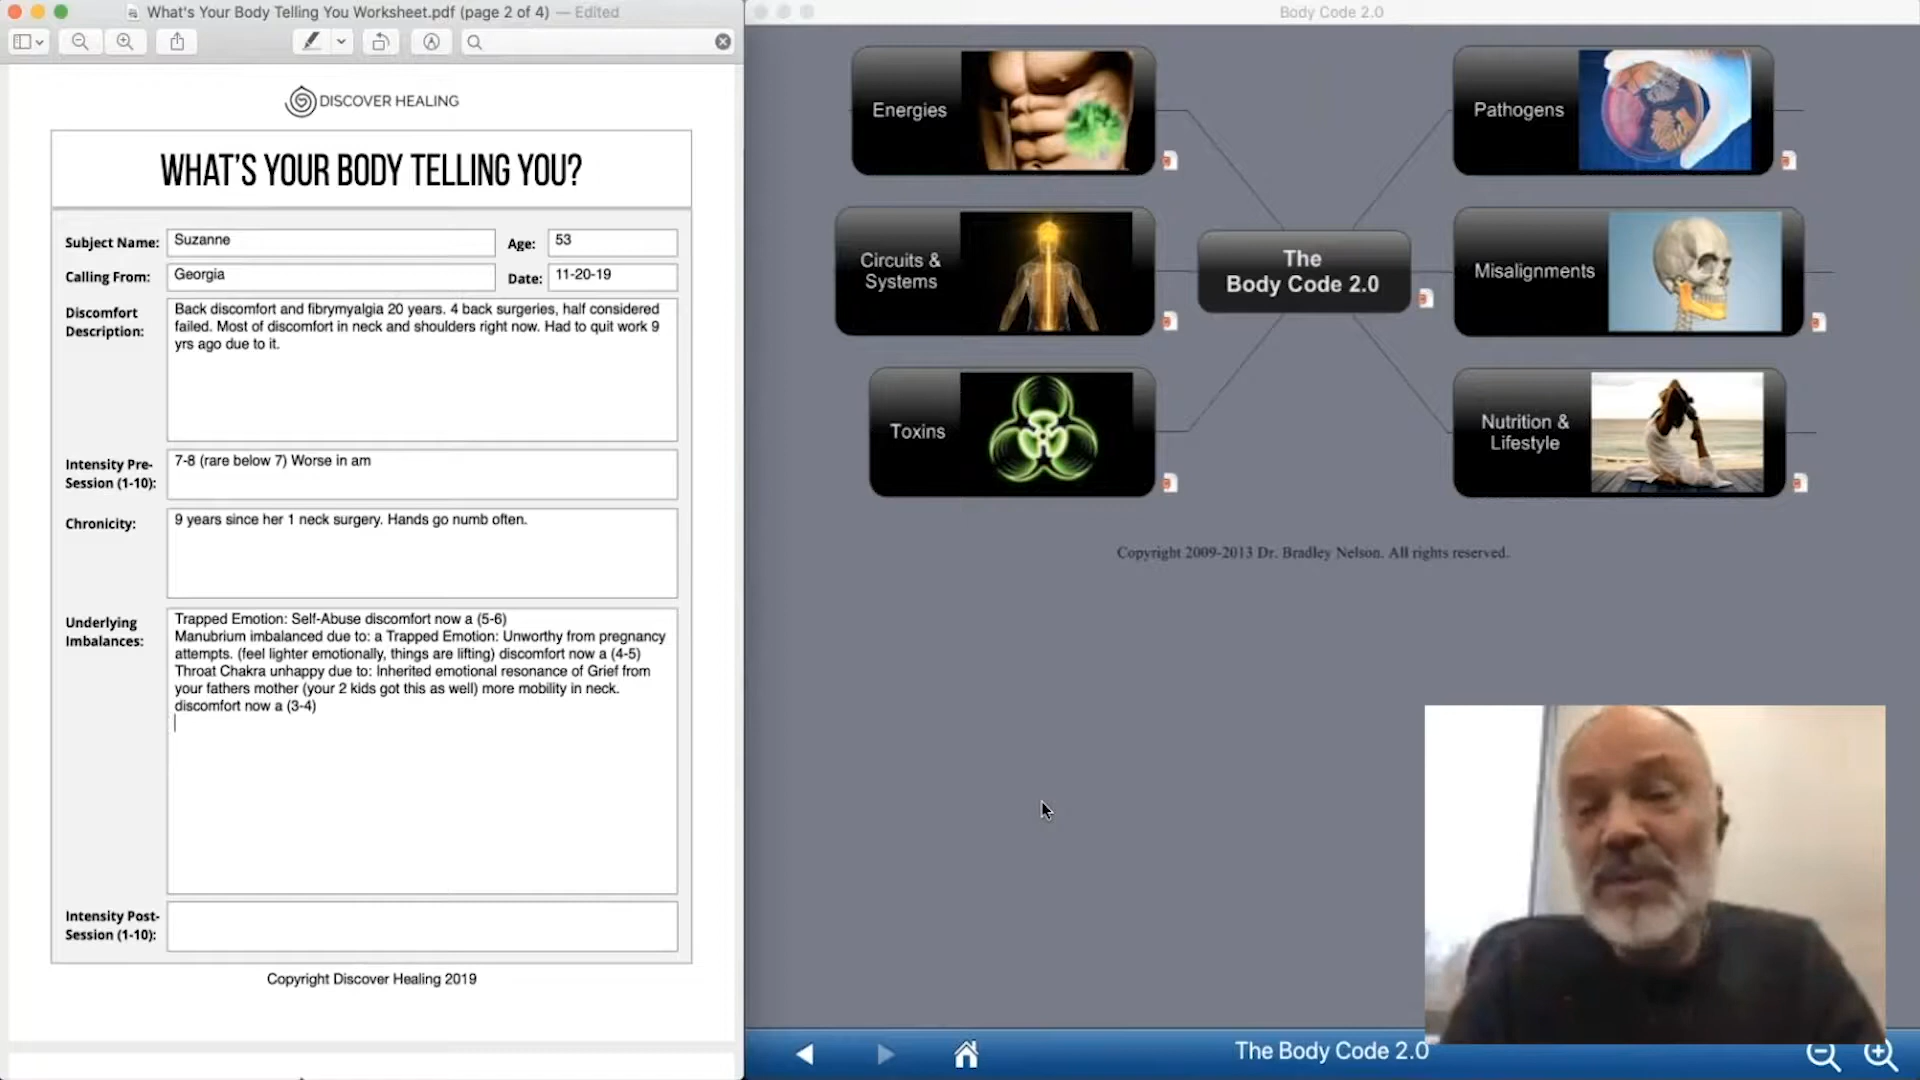 What's Your Body Telling You Worksheet.pdf (page 2 of 4) — Edited
DISCOVER HEALING
WHAT'S YOUR BODY TELLING YOU?
Subject Name: Suzanne Age: 53
Calling From: Georgia Date: 11-20-19
Discomfort Description:
Back discomfort and fibrymyalgia 20 years. 4 back surgeries, half considered
failed. Most of discomfort in neck and shoulders right now. Had to quit work 9
yrs ago due to it.
Intensity Pre-
Session (1-10):
7-8 (rare below 7) Worse in am
Chronicity:
9 years since her 1 neck surgery. Hands go numb often.
Underlying
Imbalances:
Trapped Emotion: Self-Abuse discomfort now a (5-6)
Manubrium imbalanced due to: a Trapped Emotion: Unworthy from pregnancy
attempts. (feel lighter emotionally, things are lifting) discomfort now a (4-5)
Throat Chakra unhappy due to: Inherited emotional resonance of Grief from
your fathers mother (your 2 kids got this as well) more mobility in neck.
discomfort now a (3-4)
Intensity Post-
Session (1-10):
Copyright Discover Healing 2019
Body Code 2.0
Energies
Pathogens
Circuits &
Systems
The
Body Code 2.0
Misalignments
Toxins
Nutrition &
Lifestyle
Copyright 2009-2013 Dr. Bradley Nelson. All rights reserved.
The Body Code 2.0